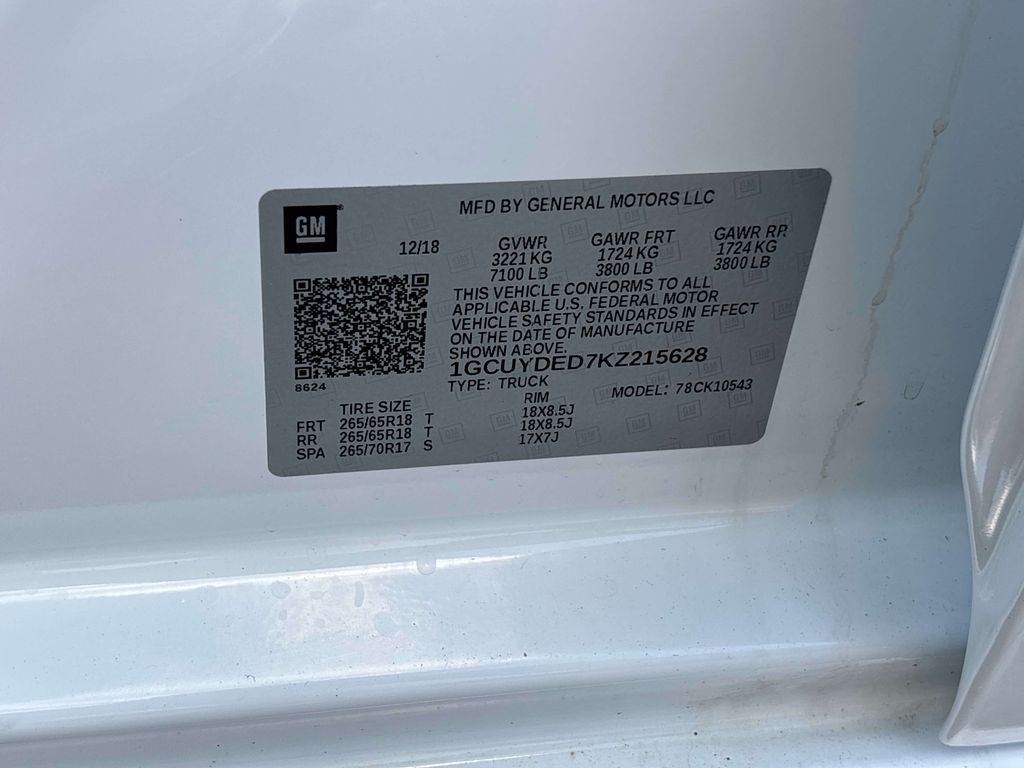 GM
MFD BY GENERAL MOTORS LLC
12/18
GVWR GAWR FRT GAWR RR
3221 KG 1724 KG 1724 KG
7100 LB 3800 LB 3800 LB
THIS VEHICLE CONFORMS TO ALL
APPLICABLE U.S. FEDERAL MOTOR
VEHICLE SAFETY STANDARDS IN EFFECT
ON THE DATE OF MANUFACTURE
SHOWN ABOVE.
1GCUYDED7KZ215628
8624
TYPE: TRUCK MODEL: 78CK10543
TIRE SIZE RIM
FRT 265/65R18 T 18X8.5J
RR 265/65R18 T 18X8.5J
SPA 265/70R17 S 17X7J